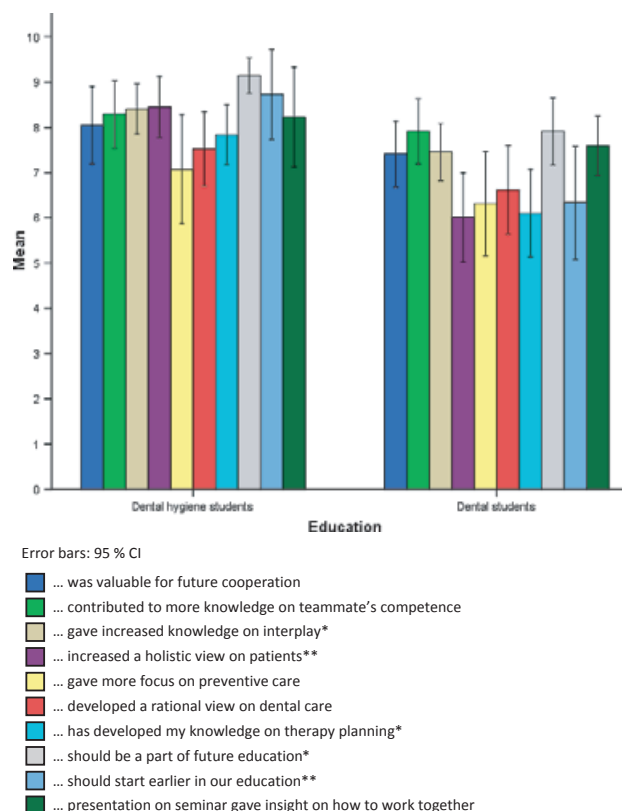 10
9
8
7
6
5
4
3
2
1
0
Mean
Dental hygiene students
Dental students
Education
Error bars: 95 % CI
... was valuable for future cooperation
... contributed to more knowledge on teammate's competence
... gave increased knowledge on interplay*
... increased a holistic view on patients**
... gave more focus on preventive care
... developed a rational view on dental care
... has developed my knowledge on therapy planning*
... should be a part of future education*
... should start earlier in our education**
... presentation on seminar gave insight on how to work together